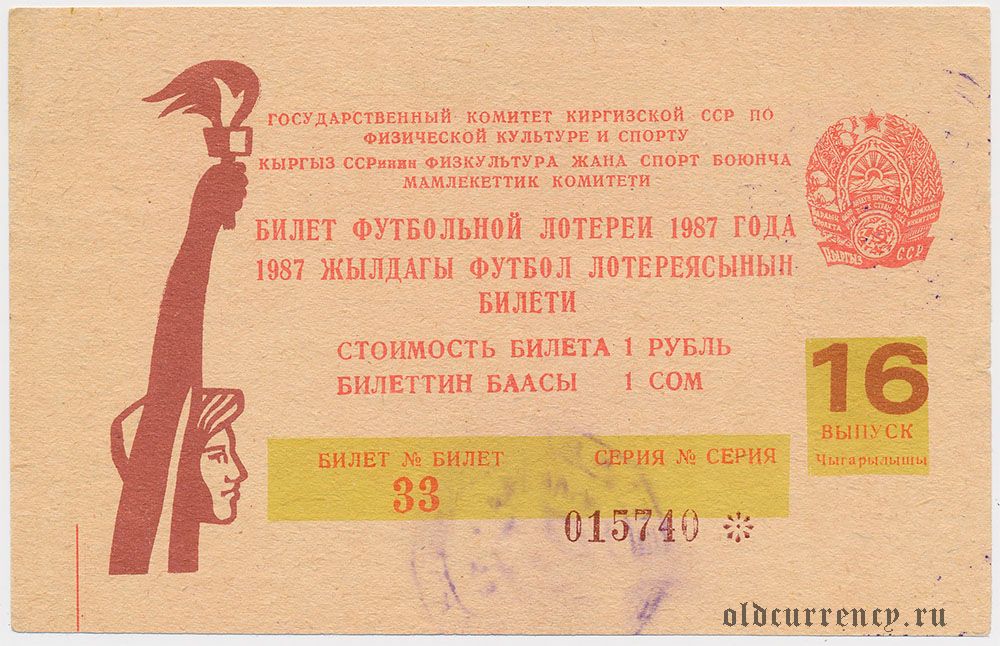 ГОСУДАРСТВЕННЫЙ КОМИТЕТ КИРГИЗСКОЙ ССР ПО
ФИЗИЧЕСКОЙ КУЛЬТУРЕ И СПОРТУ
КЫРГЫЗ ССРинин ФИЗКУЛЬТУРА ЖАНА СПОРТ БОЮНЧА
МАМЛЕКЕТТИК КОМИТЕТИ
БИЛЕТ ФУТБОЛЬНОЙ ЛОТЕРЕИ 1987 ГОДА
1987 ЖЫЛДАГЫ ФУТБОЛ ЛОТЕРЕЯСЫНЫН
БИЛЕТИ
СТОИМОСТЬ БИЛЕТА 1 РУБЛЬ
БИЛЕТТИН БААСЫ 1 СОМ
КЫРГЫЗ ССР
16
ВЫПУСК
Чыгарылышы
БИЛЕТ № БИЛЕТ
33
СЕРИЯ № СЕРИЯ
015740 *
oldcurrency.ru